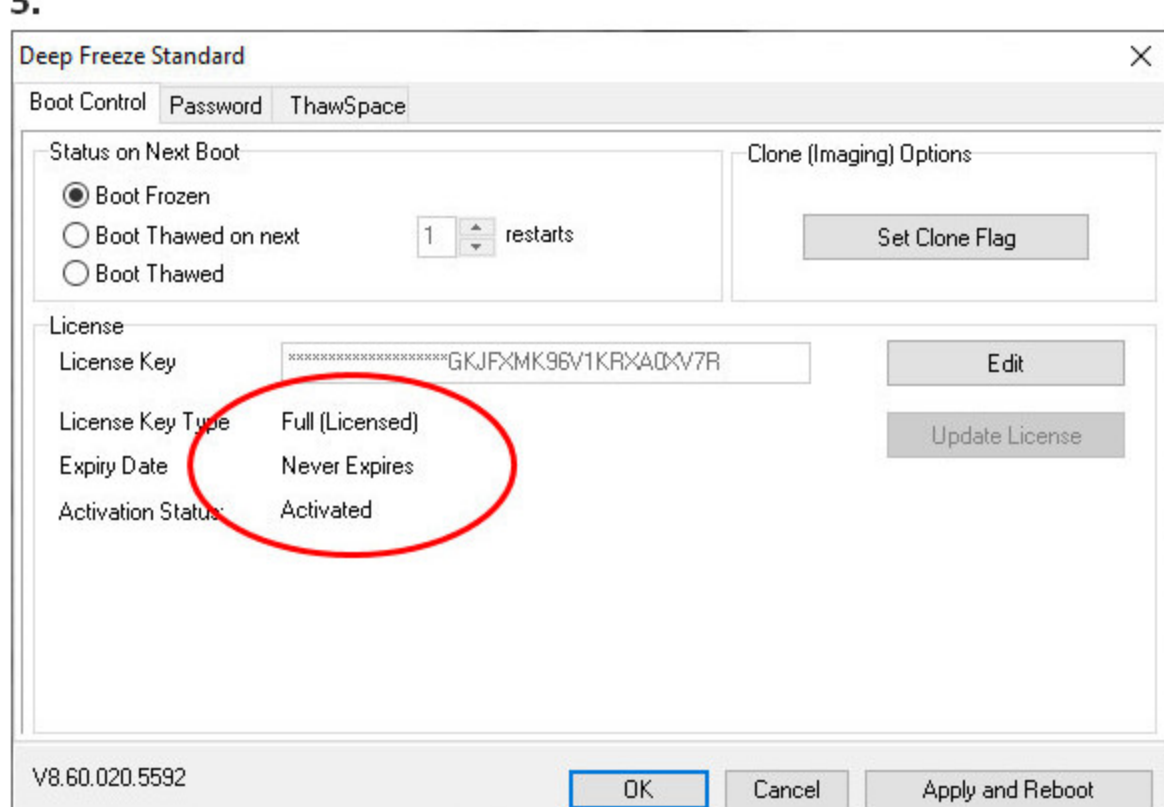 5.
Deep Freeze Standard
Boot Control Password ThawSpace
Status on Next Boot
Boot Frozen
Boot Thawed on next 1 restarts
Boot Thawed
Clone (Imaging) Options
Set Clone Flag
License
License Key ********************GKJFXMK96V1KRXA0XV7R Edit
License Key Type Full (Licensed) Update License
Expiry Date Never Expires
Activation Status: Activated
V8.60.020.5592 OK Cancel Apply and Reboot